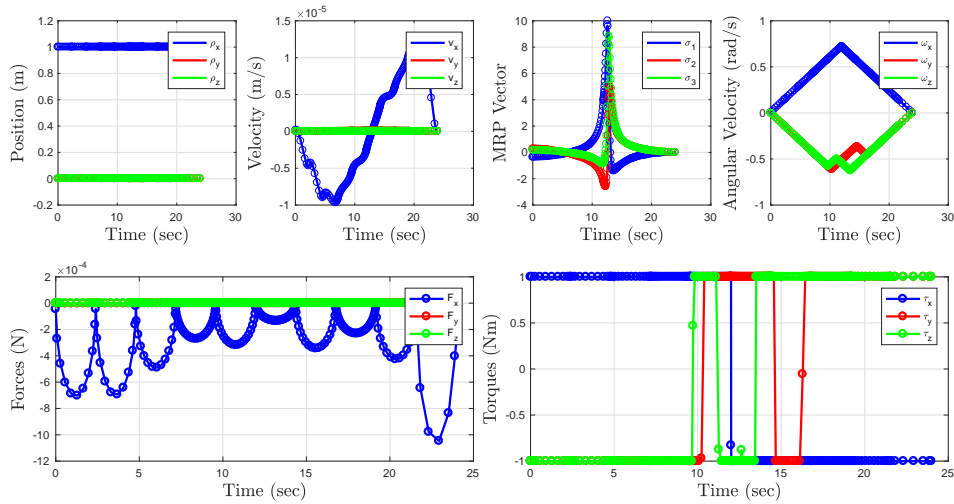 1.2
1
0.8
0.6
0.4
0.2
0
-0.2
0 10 20 30
Position (m)
Time (sec)
ρx
ρy
ρz
×10-5
1
0.5
0
-0.5
-1
0 10 20 30
Velocity (m/s)
Time (sec)
vx
vy
vz
10
8
6
4
2
0
-2
-4
0 10 20 30
MRP Vector
Time (sec)
σ1
σ2
σ3
1
0.5
0
-0.5
-1
0 10 20 30
Angular Velocity (rad/s)
Time (sec)
ωx
ωy
ωz
×10-4
2
0
-2
-4
-6
-8
-10
-12
0 5 10 15 20 25
Forces (N)
Time (sec)
Fx
Fy
Fz
1
0.5
0
-0.5
-1
0 5 10 15 20 25
Torques (Nm)
Time (sec)
τx
τy
τz